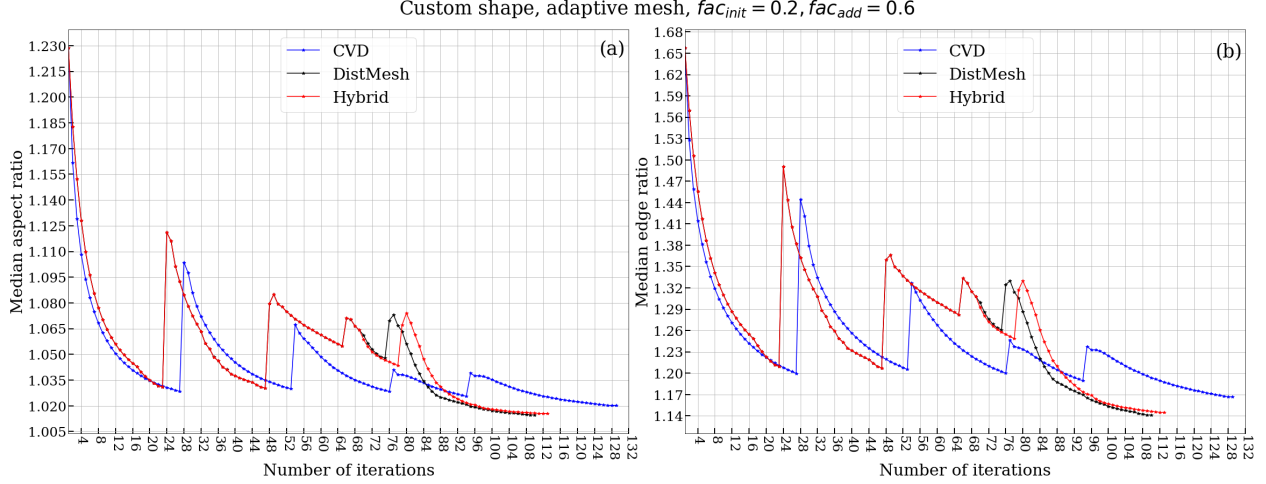 Custom shape, adaptive mesh, fac_init = 0.2, fac_add = 0.6
(a)
CVD
DistMesh
Hybrid
Median aspect ratio
1.230
1.215
1.200
1.185
1.170
1.155
1.140
1.125
1.110
1.095
1.080
1.065
1.050
1.035
1.020
1.005
4 8 12 16 20 24 28 32 36 40 44 48 52 56 60 64 68 72 76 80 84 88 92 96 100 104 108 112 116 120 124 128 132
Number of iterations
(b)
CVD
DistMesh
Hybrid
Median edge ratio
1.68
1.65
1.62
1.59
1.56
1.53
1.50
1.47
1.44
1.41
1.38
1.35
1.32
1.29
1.26
1.23
1.20
1.17
1.14
4 8 12 16 20 24 28 32 36 40 44 48 52 56 60 64 68 72 76 80 84 88 92 96 100 104 108 112 116 120 124 128 132
Number of iterations